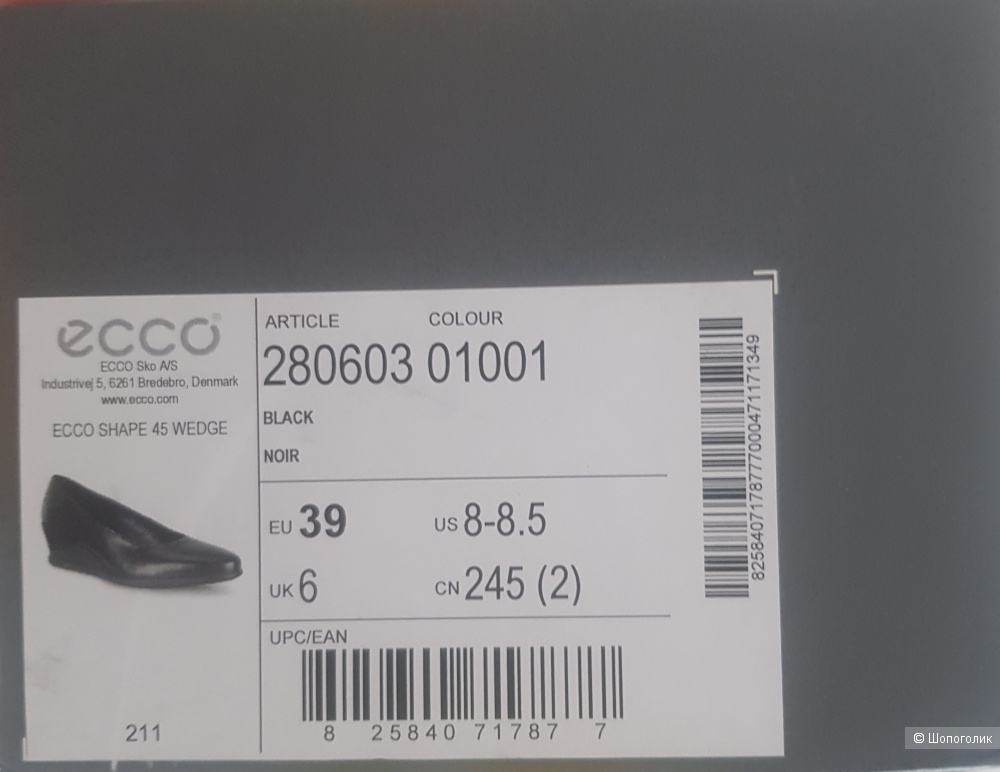 ecco
ECCO Sko A/S
Industrivej 5, 6261 Bredebro, Denmark
www.ecco.com
ECCO SHAPE 45 WEDGE
211
ARTICLE COLOUR
280603 01001
BLACK
NOIR
EU 39 US 8-8.5
UK 6 CN 245 (2)
UPC/EAN
8 25840 71787 7
825840717877700047117 1349
© Шопоголик